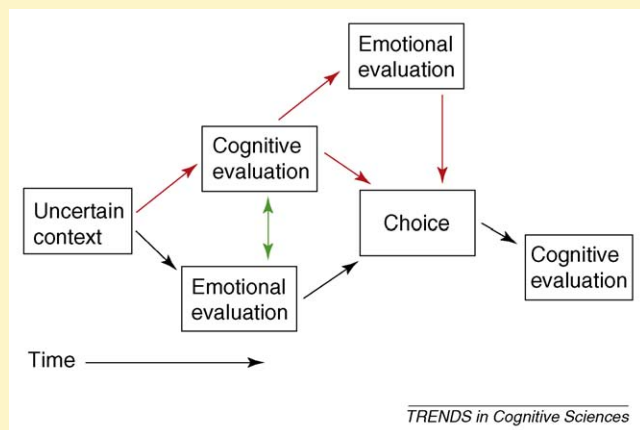 Emotional
evaluation
Cognitive
evaluation
Uncertain
context
Choice
Emotional
evaluation
Cognitive
evaluation
Time
TRENDS in Cognitive Sciences